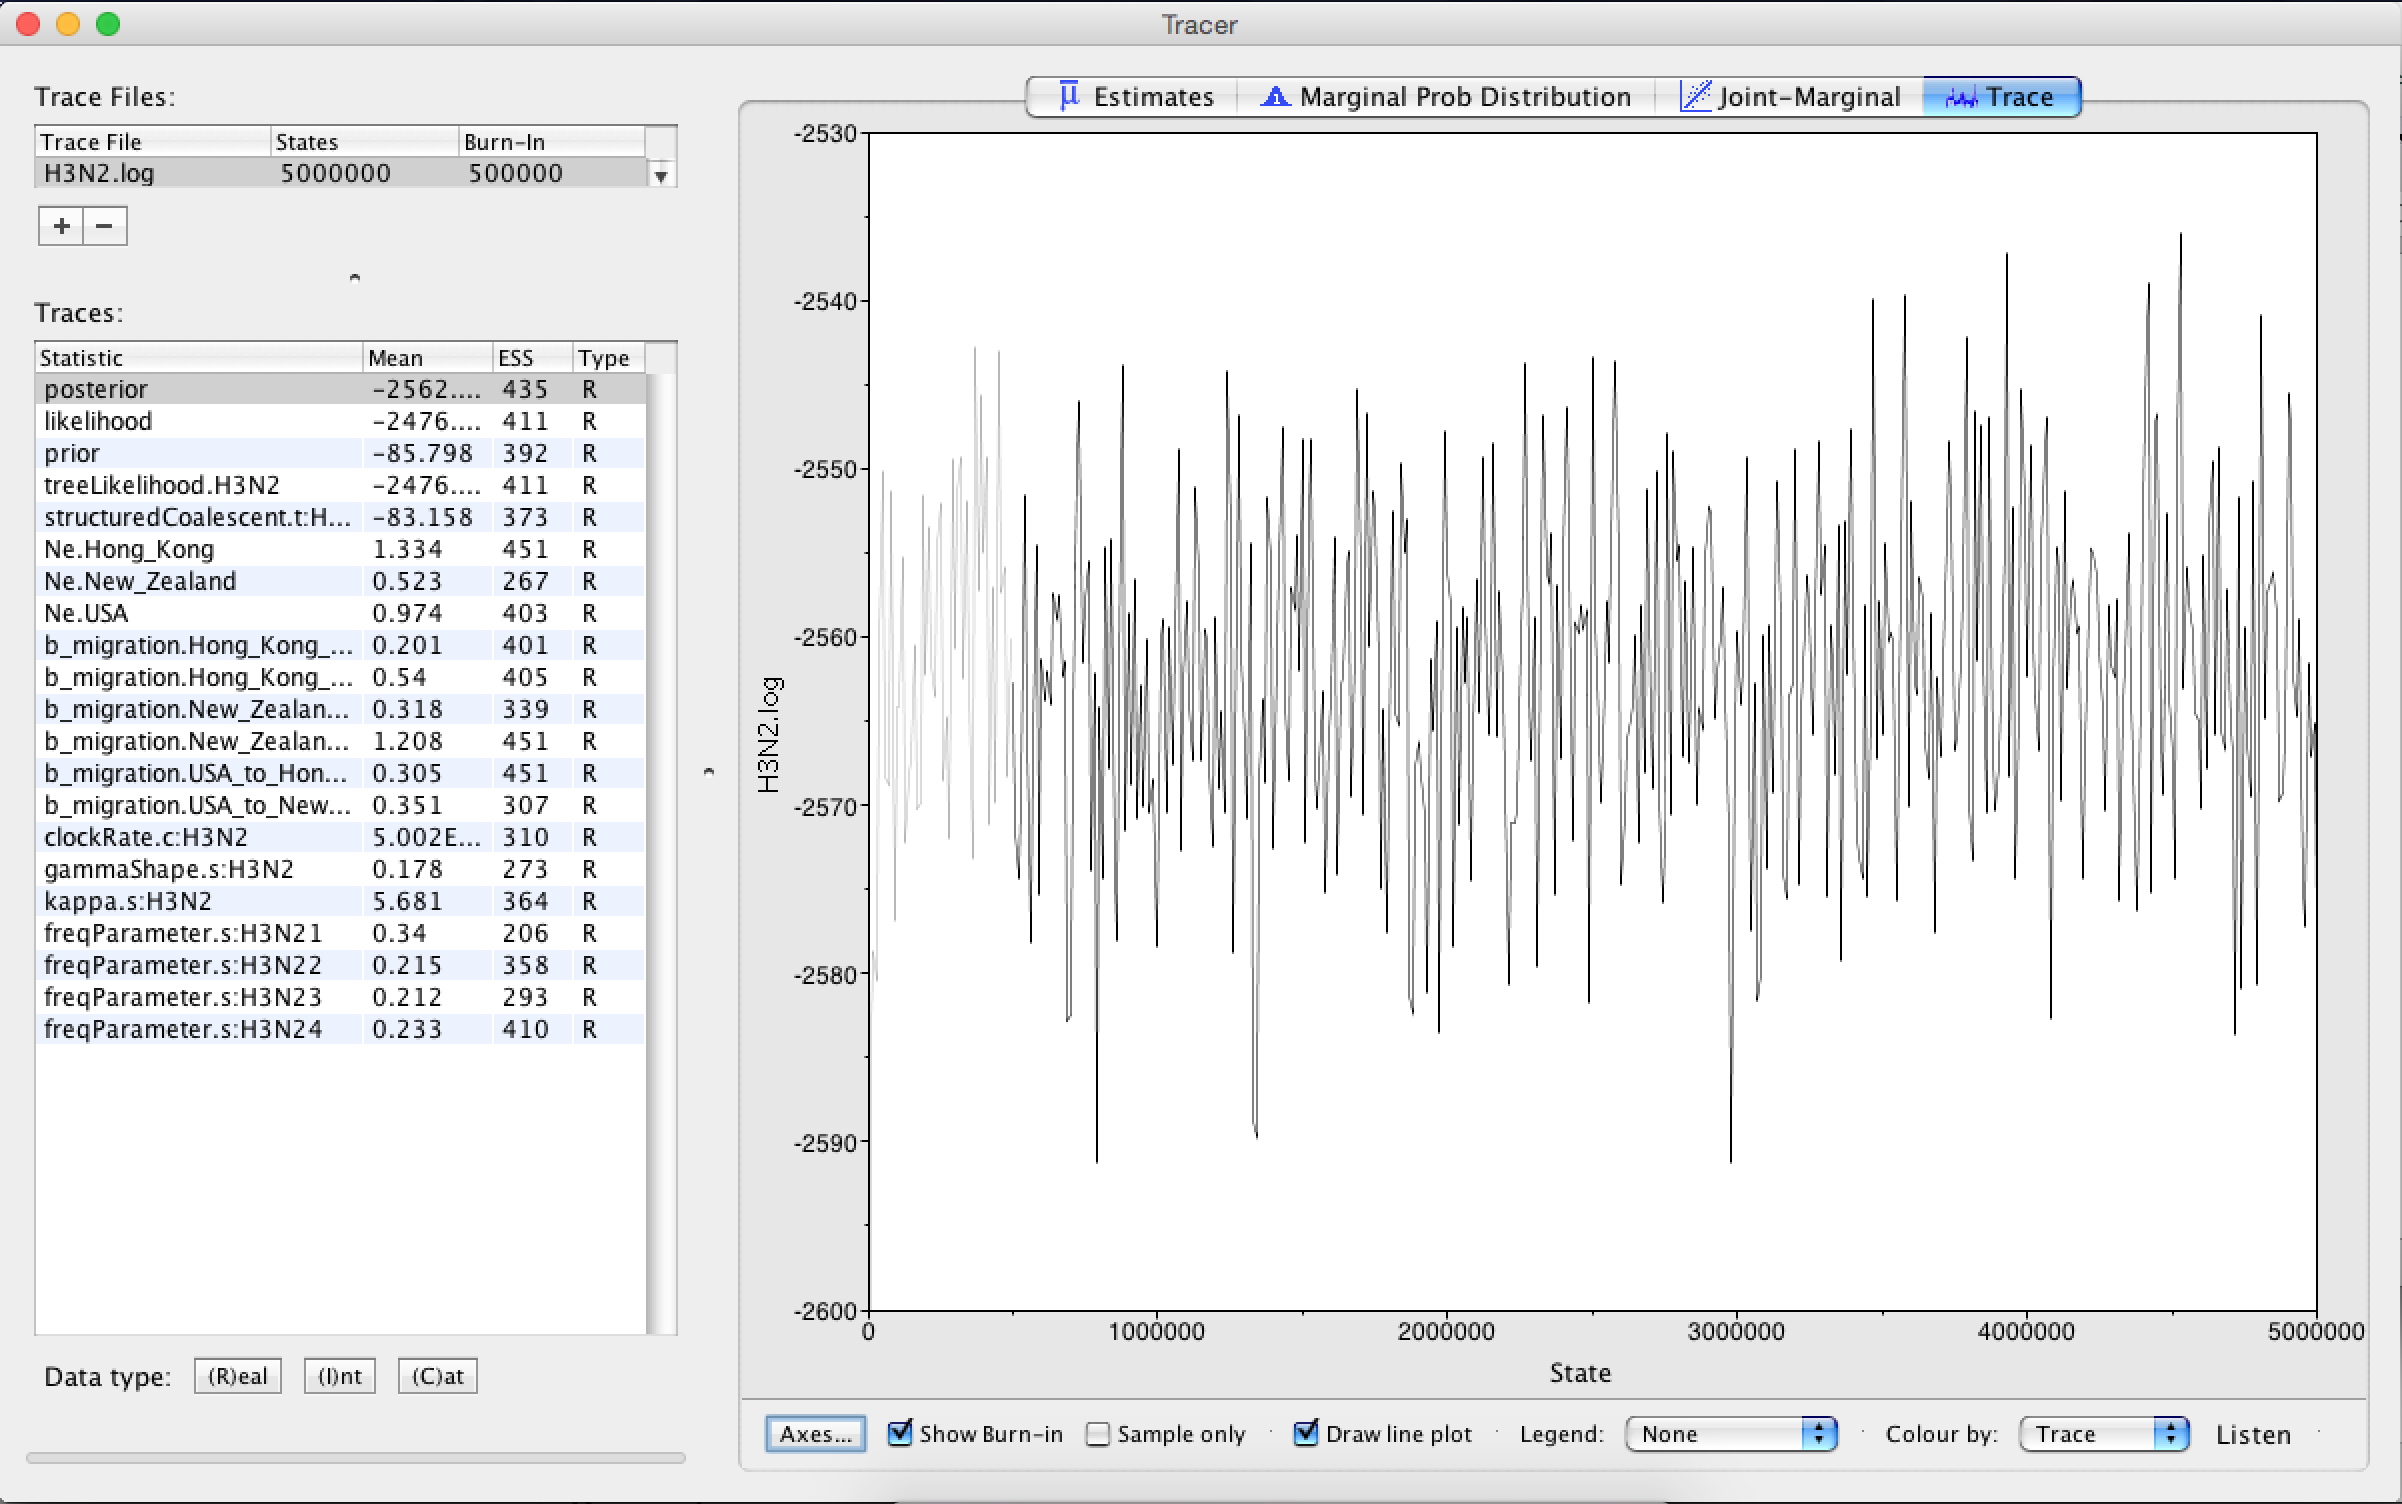 Tracer
Trace Files:
Trace File States Burn-In
H3N2.log 5000000 500000
+ −
Traces:
Statistic Mean ESS Type
posterior -2562.... 435 R
likelihood -2476.... 411 R
prior -85.798 392 R
treeLikelihood.H3N2 -2476.... 411 R
structuredCoalescent.t:H... -83.158 373 R
Ne.Hong_Kong 1.334 451 R
Ne.New_Zealand 0.523 267 R
Ne.USA 0.974 403 R
b_migration.Hong_Kong_... 0.201 401 R
b_migration.Hong_Kong_... 0.54 405 R
b_migration.New_Zealan... 0.318 339 R
b_migration.New_Zealan... 1.208 451 R
b_migration.USA_to_Hon... 0.305 451 R
b_migration.USA_to_New... 0.351 307 R
clockRate.c:H3N2 5.002E... 310 R
gammaShape.s:H3N2 0.178 273 R
kappa.s:H3N2 5.681 364 R
freqParameter.s:H3N21 0.34 206 R
freqParameter.s:H3N22 0.215 358 R
freqParameter.s:H3N23 0.212 293 R
freqParameter.s:H3N24 0.233 410 R
Data type: (R)eal (I)nt (C)at
Estimates Marginal Prob Distribution Joint-Marginal Trace
-2530
-2540
-2550
-2560
-2570
-2580
-2590
-2600
H3N2.log
0 1000000 2000000 3000000 4000000 5000000
State
Axes... Show Burn-in Sample only Draw line plot Legend: None Colour by: Trace Listen